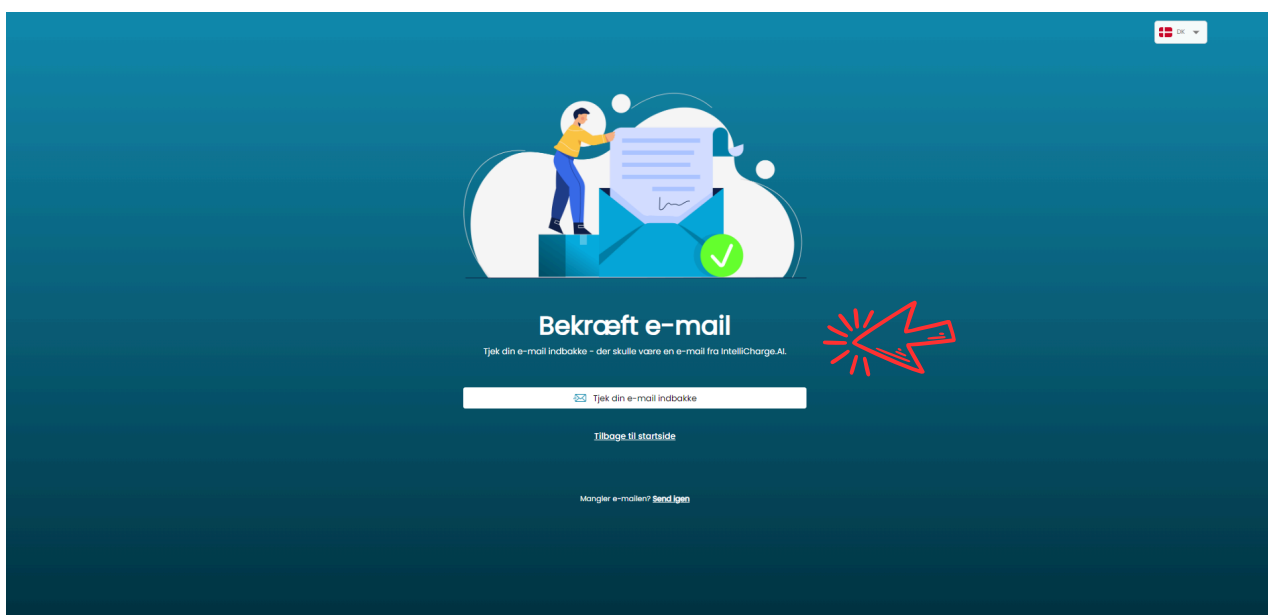 DK
Bekræft e-mail
Tjek din e-mail indbakke - der skulle være en e-mail fra IntelliCharge.AI.
Tjek din e-mail indbakke
Tilbage til startside
Mangler e-mailen? Send igen